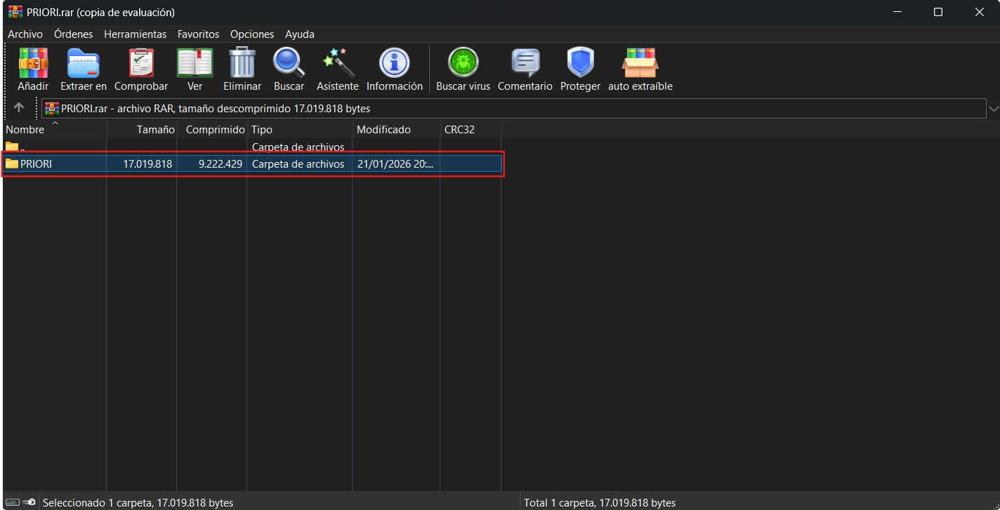 PRIORI.rar (copia de evaluación)
Archivo Órdenes Herramientas Favoritos Opciones Ayuda
Añadir Extraer en Comprobar Ver Eliminar Buscar Asistente Información Buscar virus Comentario Proteger auto extraíble
PRIORI.rar - archivo RAR, tamaño descomprimido 17.019.818 bytes
Nombre Tamaño Comprimido Tipo Modificado CRC32
.. Carpeta de archivos
PRIORI 17.019.818 9.222.429 Carpeta de archivos 21/01/2026 20:...
Seleccionado 1 carpeta, 17.019.818 bytes Total 1 carpeta, 17.019.818 bytes